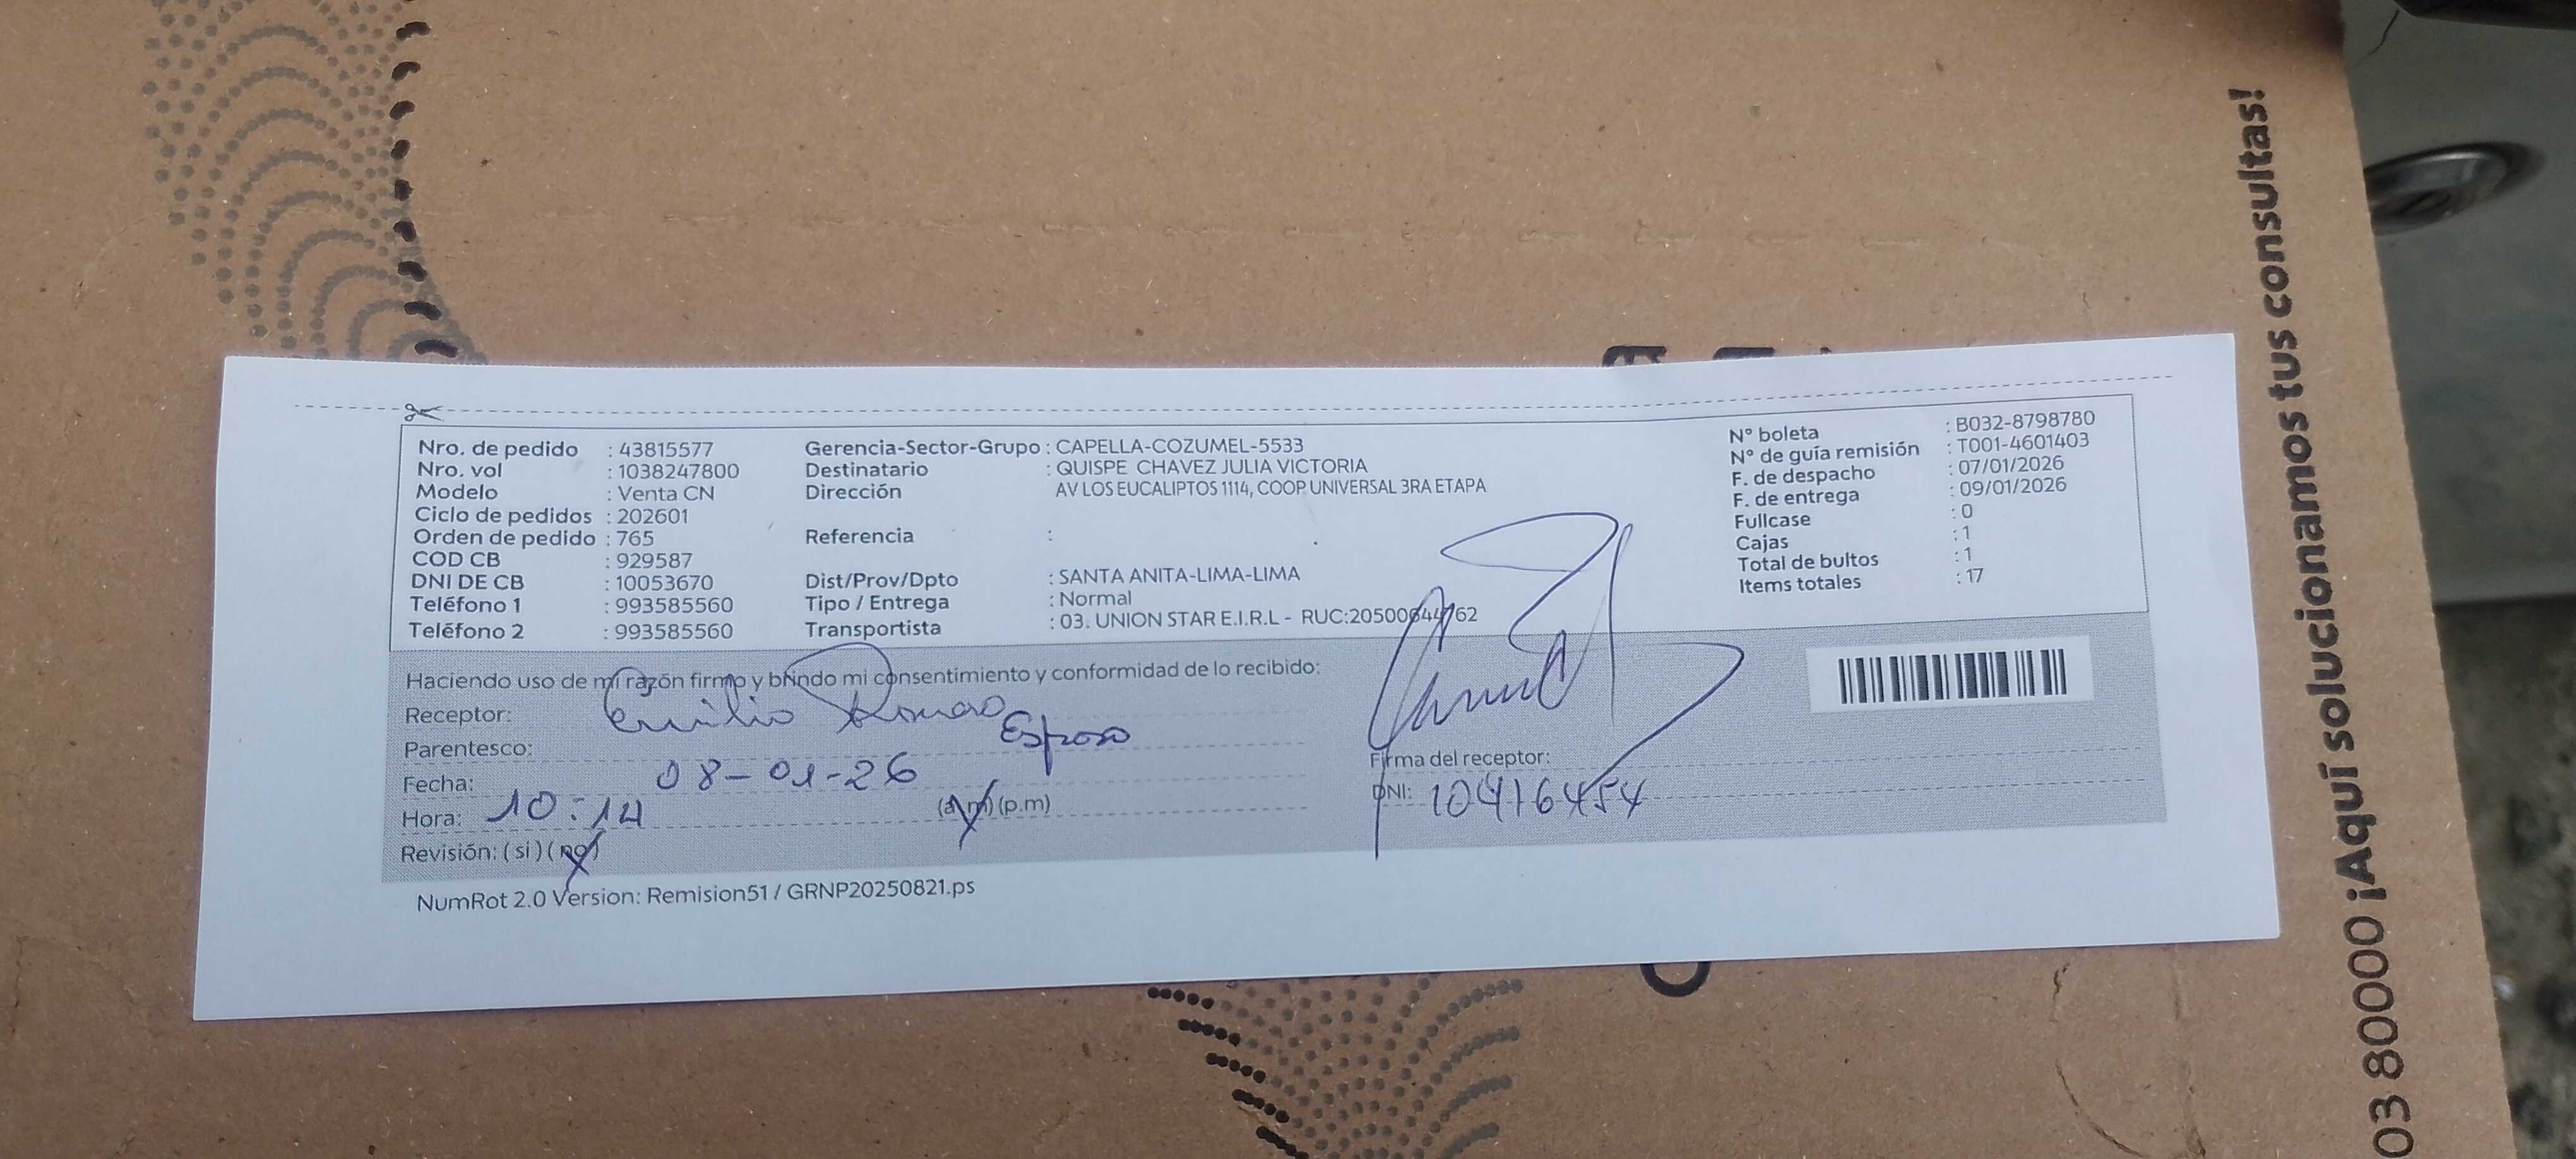 Nro. de pedido : 43815577
Nro. vol : 1038247800
Modelo : Venta CN
Ciclo de pedidos : 202601
Orden de pedido : 765
COD CB : 929587
DNI DE CB : 10053670
Teléfono 1 : 993585560
Teléfono 2 : 993585560
Gerencia-Sector-Grupo : CAPELLA-COZUMEL-5533
Destinatario : QUISPE CHAVEZ JULIA VICTORIA
Dirección AV LOS EUCALIPTOS 1114, COOP UNIVERSAL 3RA ETAPA
Referencia :
Dist/Prov/Dpto : SANTA ANITA-LIMA-LIMA
Tipo / Entrega : Normal
Transportista : 03. UNION STAR E.I.R.L - RUC:20500644762
N° boleta : B032-8798780
N° de guía remisión : T001-4601403
F. de despacho : 07/01/2026
F. de entrega : 09/01/2026
Fullcase : 0
Cajas : 1
Total de bultos : 1
Items totales : 17
Haciendo uso de mi razón firmo y brindo mi consentimiento y conformidad de lo recibido:
Receptor: Emilio
Parentesco: Esposo
Fecha: 08-01-26
Hora: 10:14 (a.m) (p.m)
Revisión: (si) (no)
Firma del receptor:
DNI: 10416454
NumRot 2.0 Version: Remision51 / GRNP20250821.ps
03 80000 ¡Aquí solucionamos tus consultas!